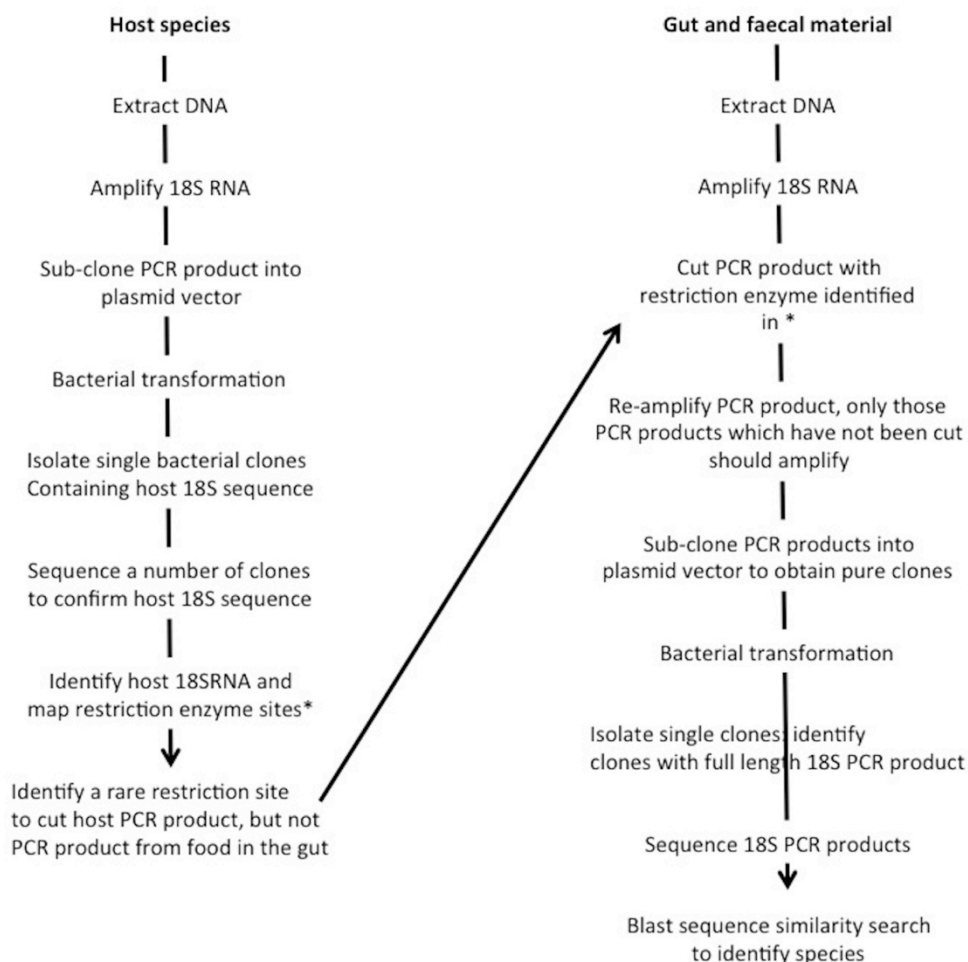 Host species
Extract DNA
Amplify 18S RNA
Sub-clone PCR product into
plasmid vector
Bacterial transformation
Isolate single bacterial clones
Containing host 18S sequence
Sequence a number of clones
to confirm host 18S sequence
Identify host 18SRNA and
map restriction enzyme sites*
Identify a rare restriction site
to cut host PCR product, but not
PCR product from food in the gut
Gut and faecal material
Extract DNA
Amplify 18S RNA
Cut PCR product with
restriction enzyme identified
in *
Re-amplify PCR product, only those
PCR products which have not been cut
should amplify
Sub-clone PCR products into
plasmid vector to obtain pure clones
Bacterial transformation
Isolate single clones: identify
clones with full length 18S PCR product
Sequence 18S PCR products
Blast sequence similarity search
to identify species